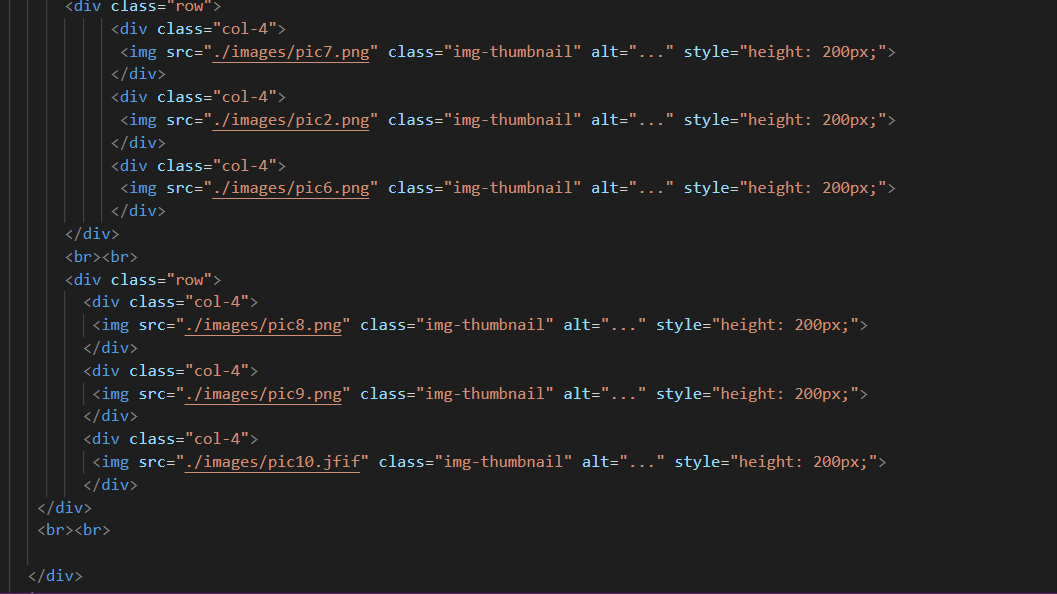 <div class="row">
<div class="col-4">
<img src="./images/pic7.png" class="img-thumbnail" alt="..." style="height: 200px;">
</div>
<div class="col-4">
<img src="./images/pic2.png" class="img-thumbnail" alt="..." style="height: 200px;">
</div>
<div class="col-4">
<img src="./images/pic6.png" class="img-thumbnail" alt="..." style="height: 200px;">
</div>
</div>
<br><br>
<div class="row">
<div class="col-4">
<img src="./images/pic8.png" class="img-thumbnail" alt="..." style="height: 200px;">
</div>
<div class="col-4">
<img src="./images/pic9.png" class="img-thumbnail" alt="..." style="height: 200px;">
</div>
<div class="col-4">
<img src="./images/pic10.jfif" class="img-thumbnail" alt="..." style="height: 200px;">
</div>
</div>
<br><br>
</div>